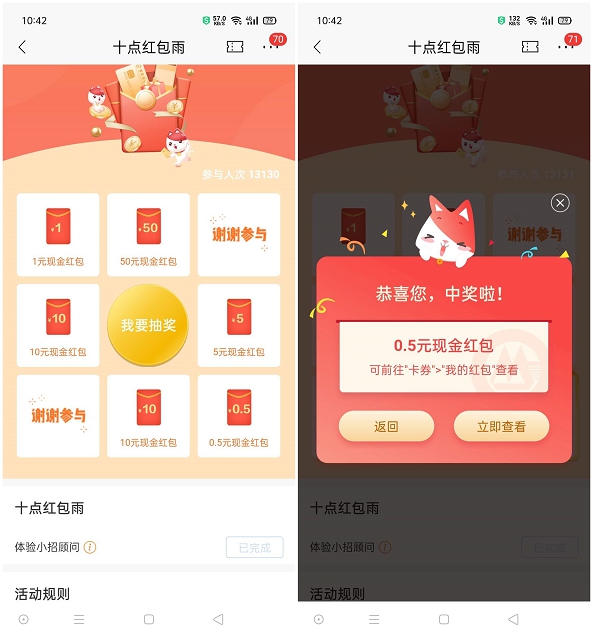 10:42
57.0
KB/S
4G
79
十点红包雨
70
参与人次 13130
¥1
1元现金红包
¥50
50元现金红包
谢谢参与
¥10
10元现金红包
我要抽奖
¥5
5元现金红包
谢谢参与
¥10
10元现金红包
¥0.5
0.5元现金红包
十点红包雨
体验小招顾问
已完成
活动规则
10:42
132
KB/S
4G
79
十点红包雨
71
参与人次 13131
恭喜您，中奖啦！
0.5元现金红包
可前往"卡券">"我的红包"查看
返回
立即查看
十点红包雨
体验小招顾问
已完成
活动规则